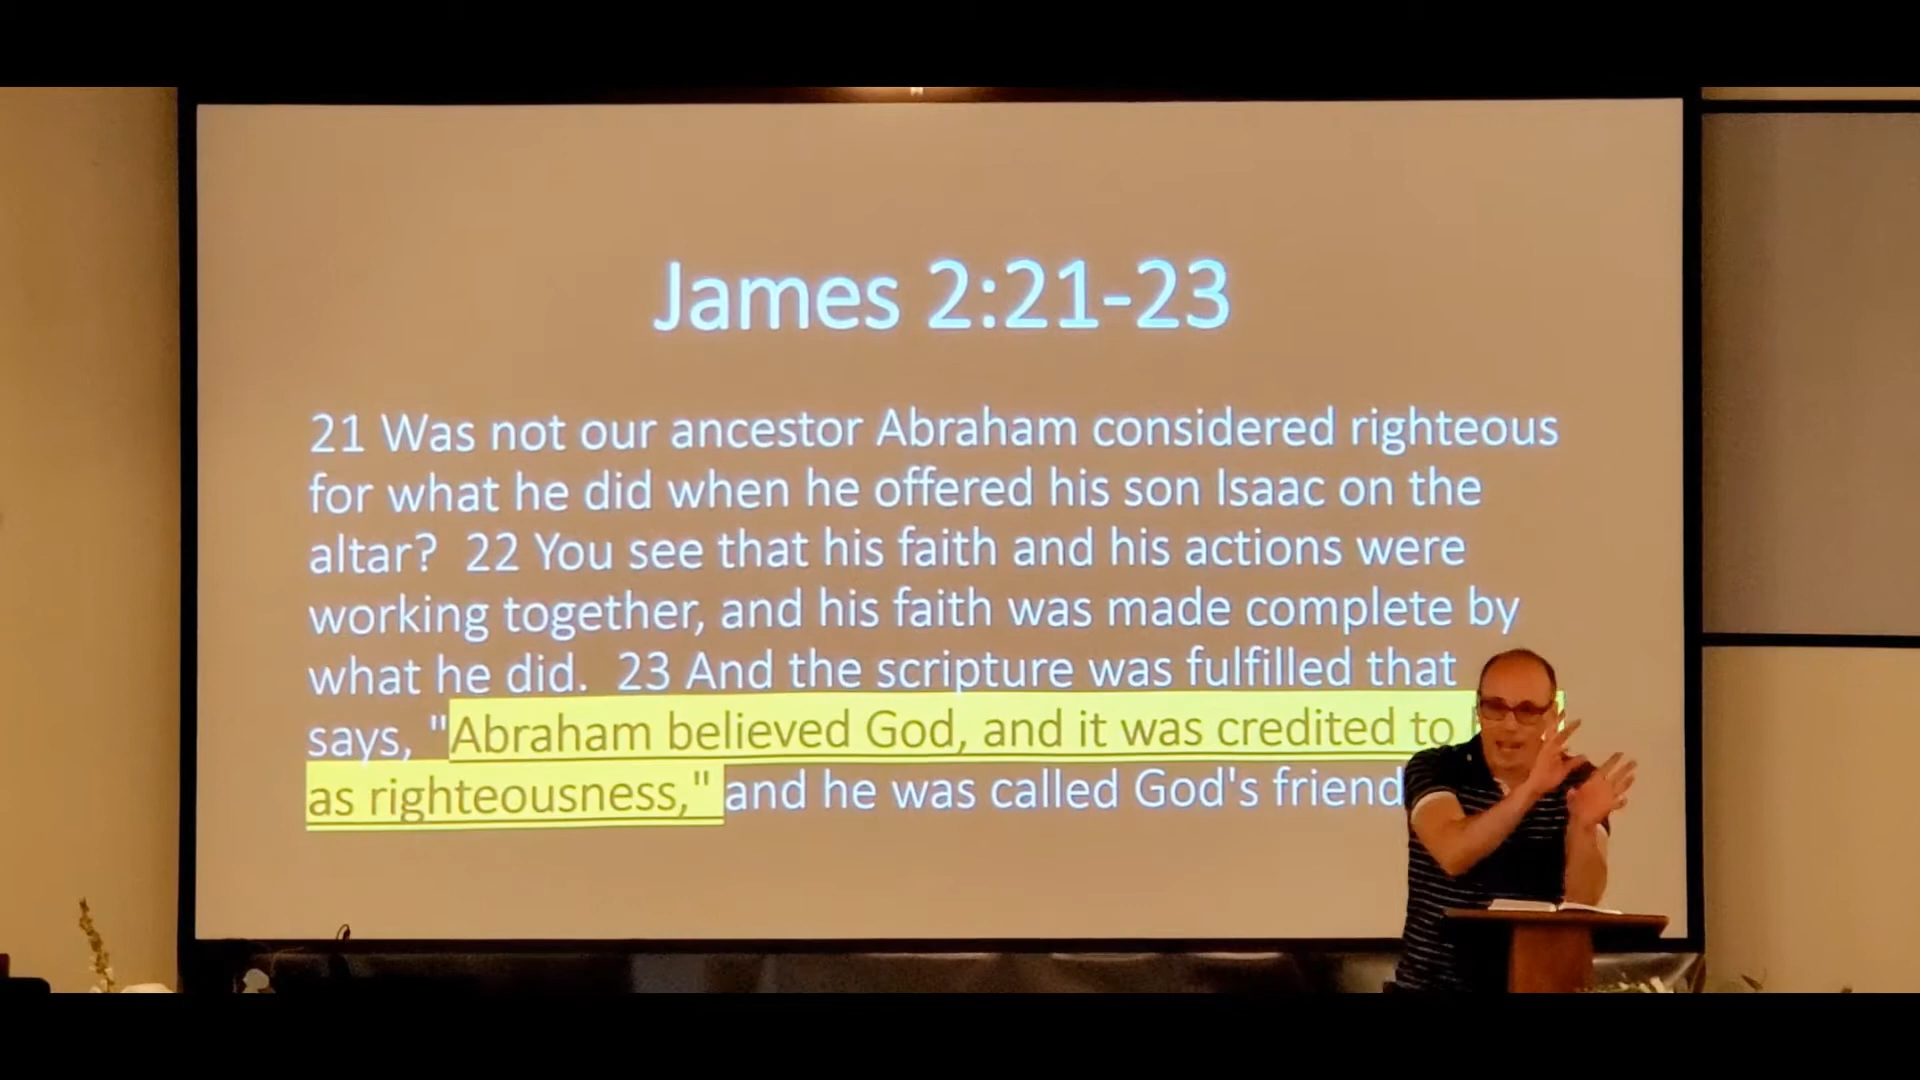 James 2:21-23
21 Was not our ancestor Abraham considered righteous
for what he did when he offered his son Isaac on the
altar? 22 You see that his faith and his actions were
working together, and his faith was made complete by
what he did. 23 And the scripture was fulfilled that
says, "Abraham believed God, and it was credited to
as righteousness," and he was called God's friend